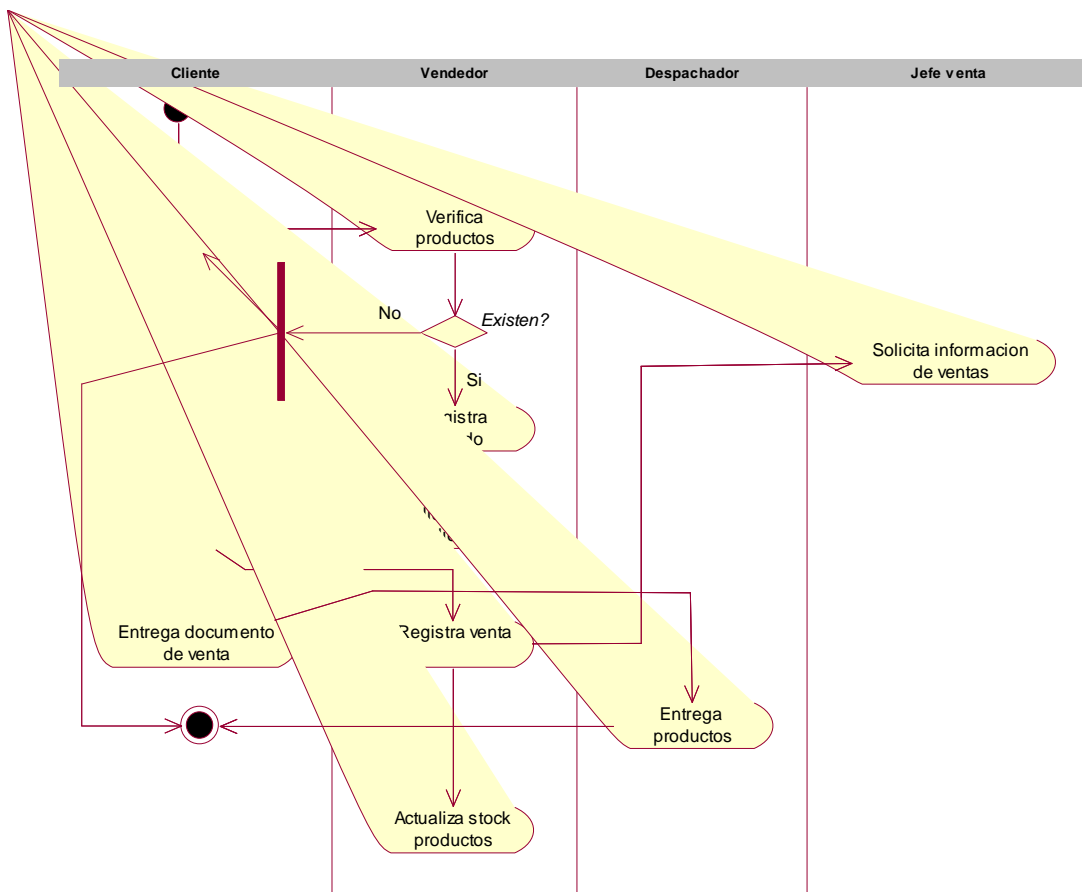 Cliente
Vendedor
Despachador
Jefe venta
Verifica
productos
No
Existen?
Solicita informacion
de ventas
Si
Entrega documento
de venta
Registra venta
Entrega
productos
Actualiza stock
productos